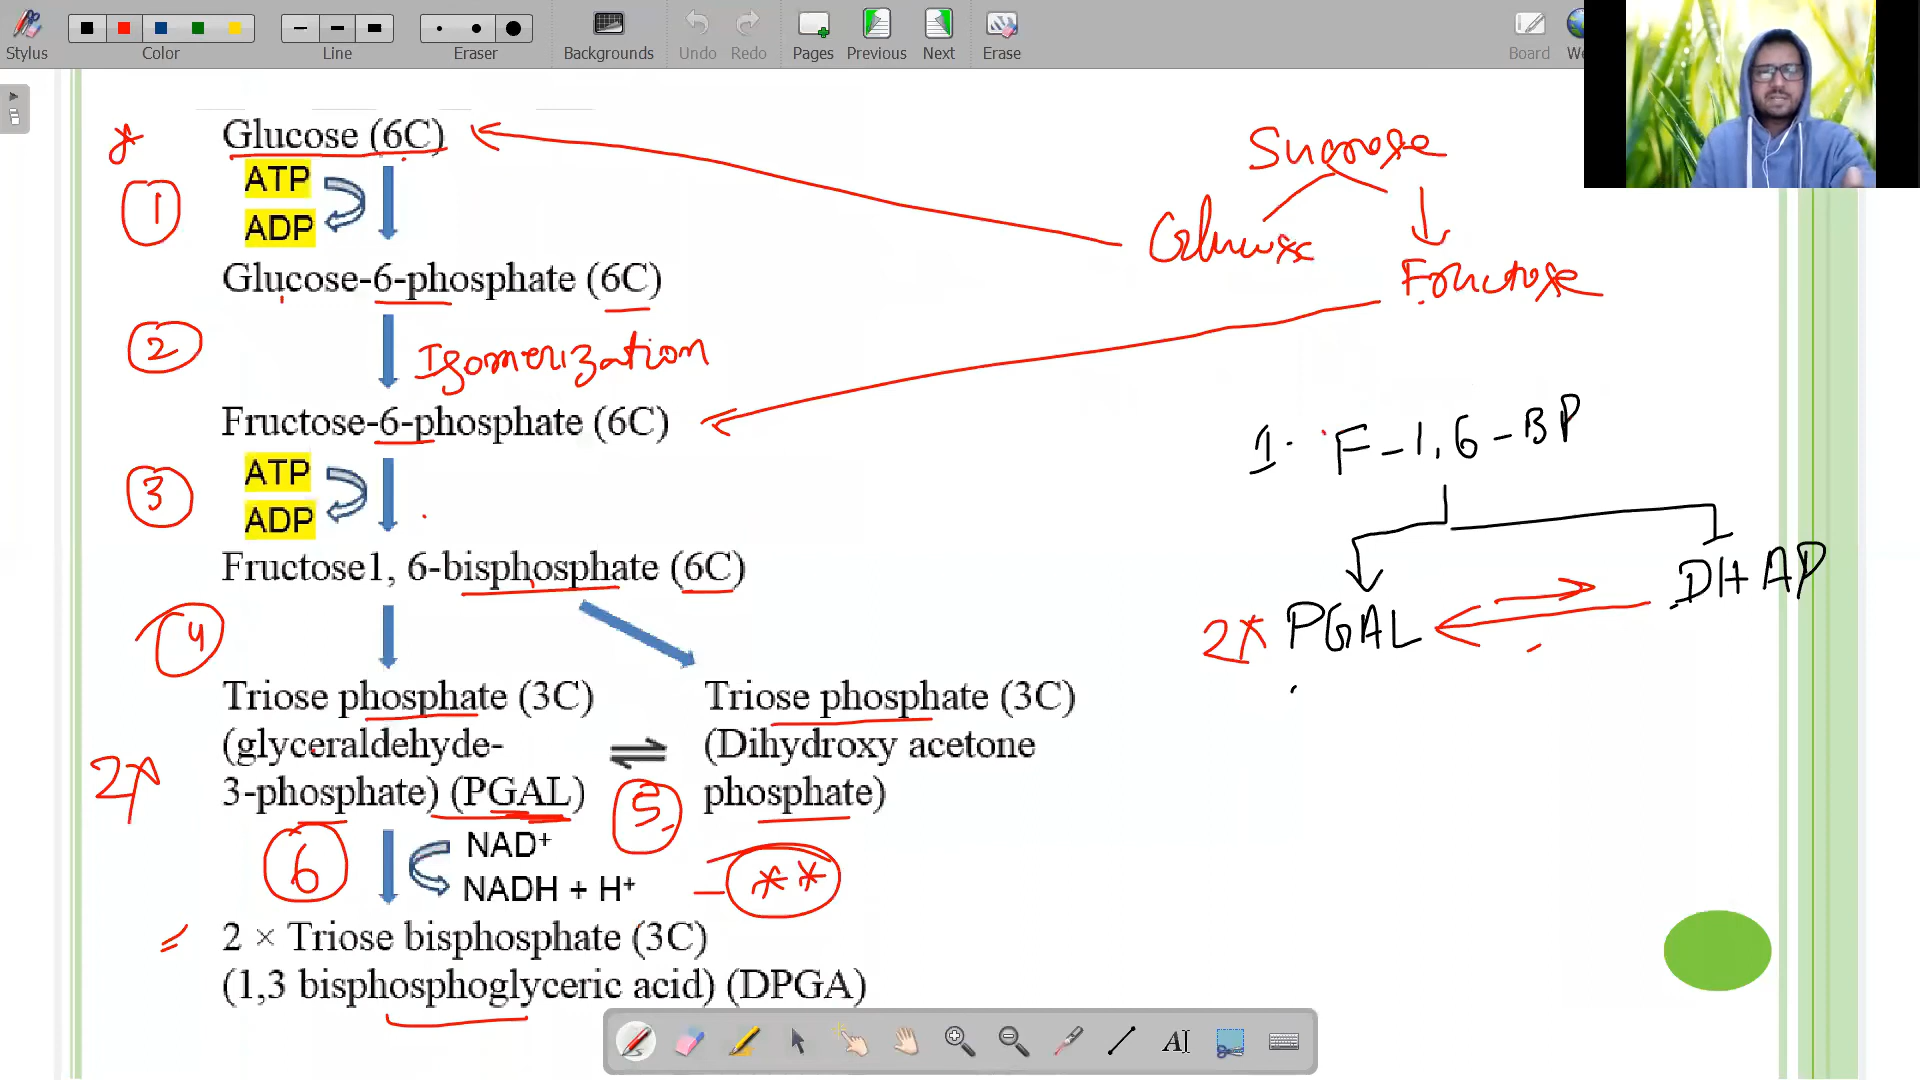 Stylus
Color
Line
Eraser
Backgrounds
Undo
Redo
Pages
Previous
Next
Erase
Board
Glucose (6C)
Sucrose
1
ATP
ADP
Glucose
Glucose-6-phosphate (6C)
Fructose
2
Isomerization
Fructose-6-phosphate (6C)
1. F-1,6-BP
3
ATP
ADP
Fructose1, 6-bisphosphate (6C)
DHAP
4
2× PGAL
Triose phosphate (3C)
(glyceraldehyde-
3-phosphate) (PGAL)
Triose phosphate (3C)
(Dihydroxy acetone
phosphate)
2×
5
6
NAD⁺
NADH + H⁺
**
2 × Triose bisphosphate (3C)
(1,3 bisphosphoglyceric acid) (DPGA)